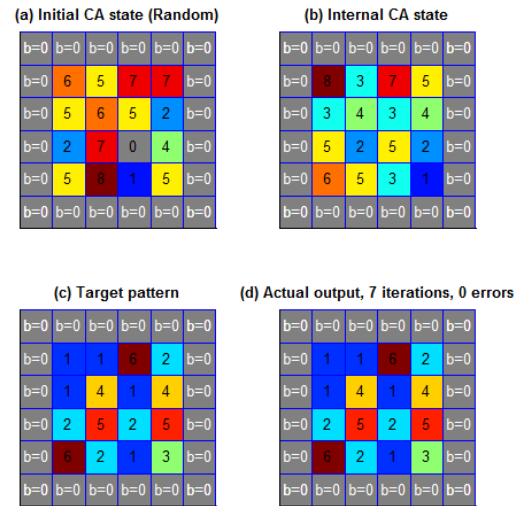 (a) Initial CA state (Random)
(b) Internal CA state
b=0 b=0 b=0 b=0 b=0 b=0
b=0 6 5 7 7 b=0
b=0 5 6 5 2 b=0
b=0 2 7 0 4 b=0
b=0 5 8 1 5 b=0
b=0 b=0 b=0 b=0 b=0 b=0
b=0 b=0 b=0 b=0 b=0 b=0
b=0 8 3 7 5 b=0
b=0 3 4 3 4 b=0
b=0 5 2 5 2 b=0
b=0 6 5 3 1 b=0
b=0 b=0 b=0 b=0 b=0 b=0
(c) Target pattern
(d) Actual output, 7 iterations, 0 errors
b=0 b=0 b=0 b=0 b=0 b=0
b=0 1 1 6 2 b=0
b=0 1 4 1 4 b=0
b=0 2 5 2 5 b=0
b=0 6 2 1 3 b=0
b=0 b=0 b=0 b=0 b=0 b=0
b=0 b=0 b=0 b=0 b=0 b=0
b=0 1 1 6 2 b=0
b=0 1 4 1 4 b=0
b=0 2 5 2 5 b=0
b=0 6 2 1 3 b=0
b=0 b=0 b=0 b=0 b=0 b=0